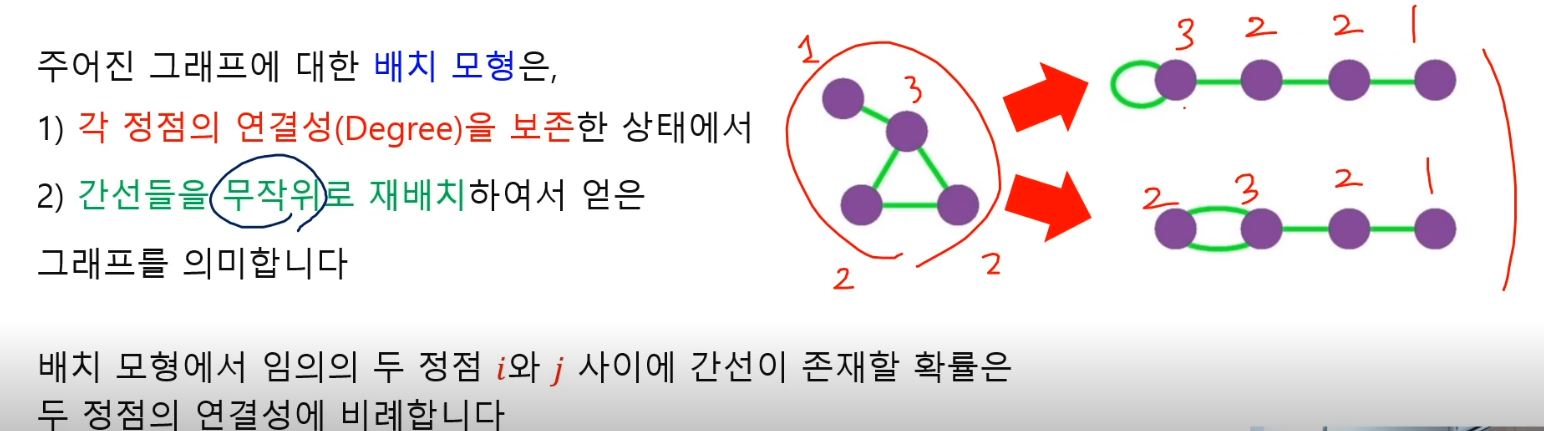 주어진 그래프에 대한 배치 모형은,
1) 각 정점의 연결성(Degree)을 보존한 상태에서
2) 간선들을 무작위로 재배치하여서 얻은
그래프를 의미합니다
1
3
2
2
3 2 2 1
2 3 2 1
배치 모형에서 임의의 두 정점 i와 j 사이에 간선이 존재할 확률은
두 정점의 연결성에 비례합니다